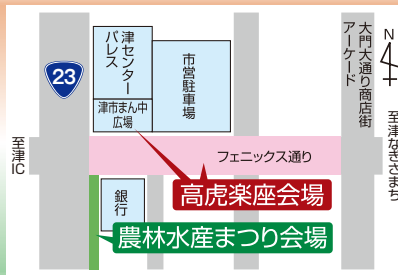 23
津センター
パレス
津市まん中
広場
市営駐車場
大門大通り商店街
アーケード
N
至津IC
至津なぎさまち
フェニックス通り
銀行
高虎楽座会場
農林水産まつり会場